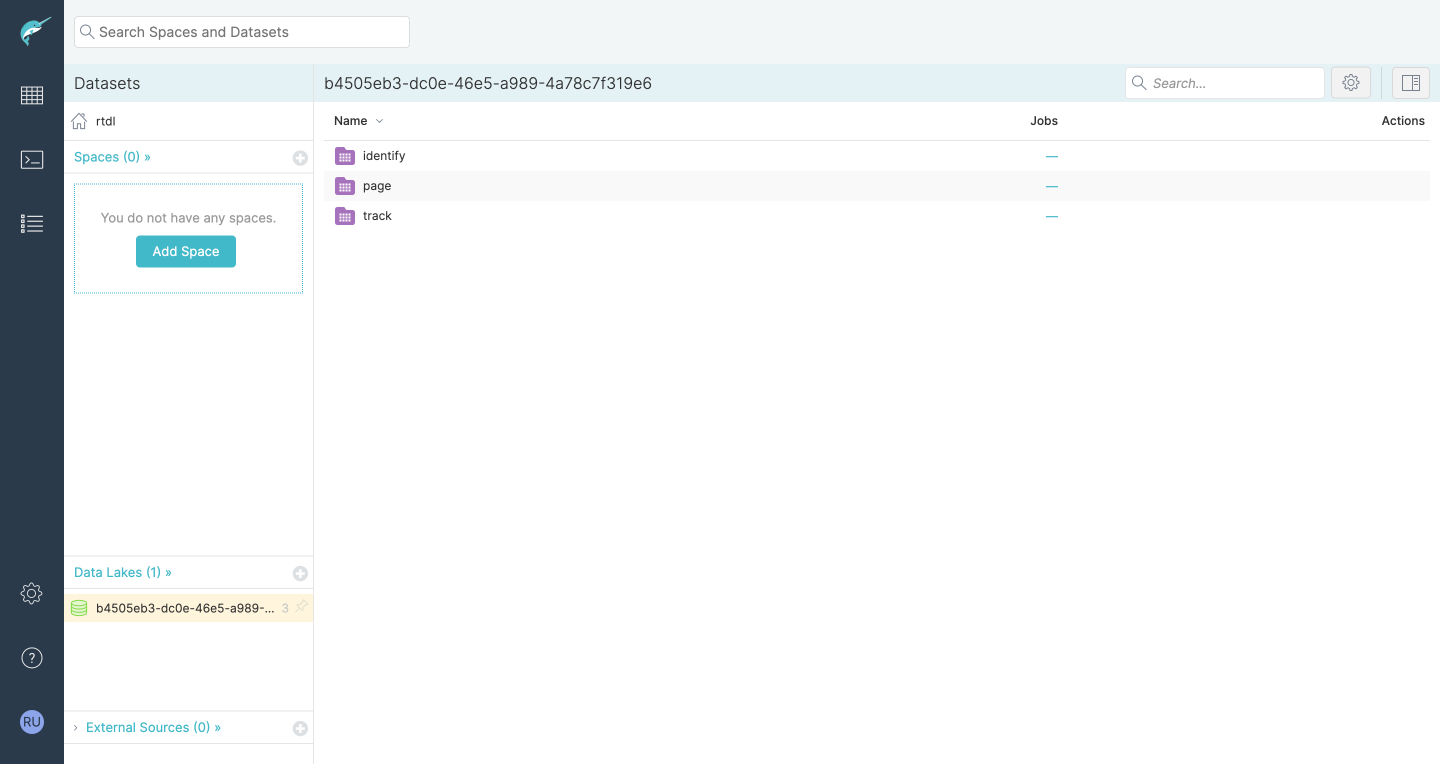 Search Spaces and Datasets
Datasets
b4505eb3-dc0e-46e5-a989-4a78c7f319e6
Search...
rtdl
Name
Jobs
Actions
Spaces (0) »
identify
—
page
—
track
—
You do not have any spaces.
Add Space
Data Lakes (1) »
b4505eb3-dc0e-46e5-a989-... 3
External Sources (0) »
?
RU